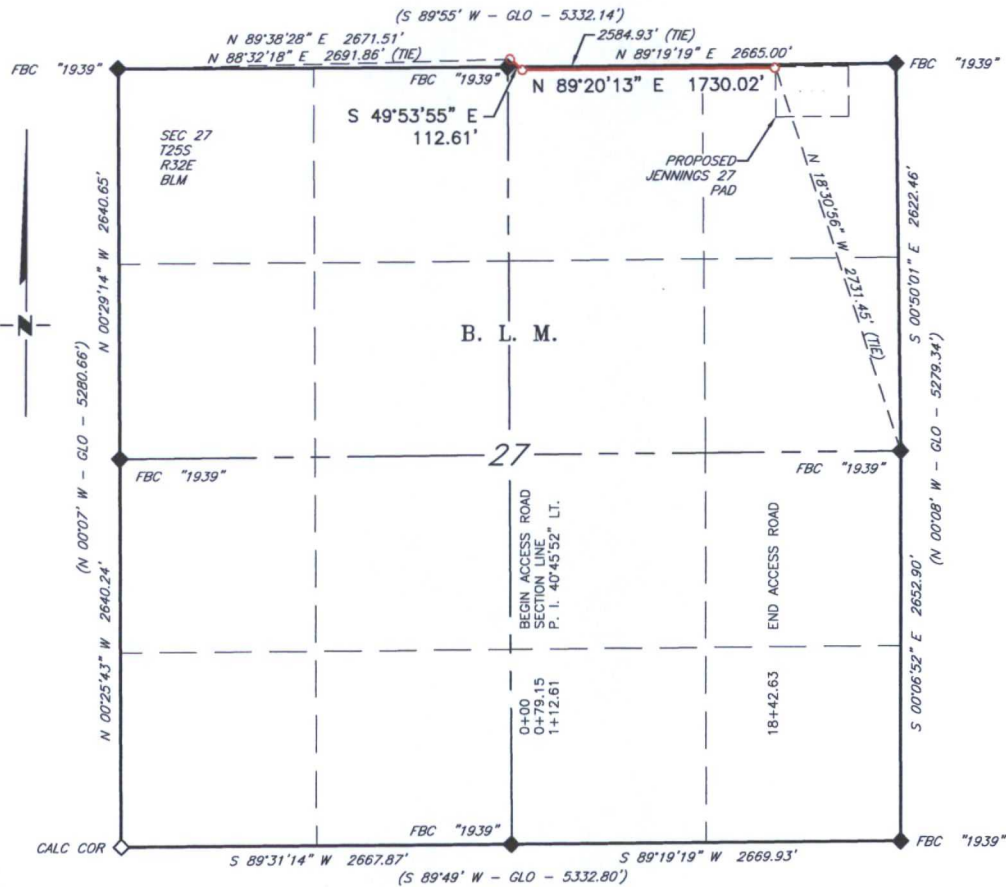 (S 89°55' W - GLO - 5332.14')
N 89°38'28" E 2671.51'
2584.93' (TIE)
N 88°32'18" E 2691.86' (TIE)
N 89°19'19" E 2665.00'
FBC "1939"
FBC "1939"
FBC "1939"
N 89°20'13" E 1730.02'
S 49°53'55" E
112.61'
SEC 27
T25S
R32E
BLM
PROPOSED
JENNINGS 27
PAD
N 18°30'56" W 2731.45' (TIE)
N 00°29'14" W 2640.65'
S 00°50'01" E 2622.46'
N
B. L. M.
(N 00°07' W - GLO - 5280.66')
(N 00°08' W - GLO - 5279.34')
27
FBC "1939"
FBC "1939"
N 00°25'43" W 2640.24'
S 00°06'52" E 2652.90'
0+00 BEGIN ACCESS ROAD
0+79.15 SECTION LINE
1+12.61 P. I. 40°45'52" LT.
18+42.63 END ACCESS ROAD
CALC COR
FBC "1939"
FBC "1939"
S 89°31'14" W 2667.87'
S 89°19'19" W 2669.93'
(S 89°49' W - GLO - 5332.80')